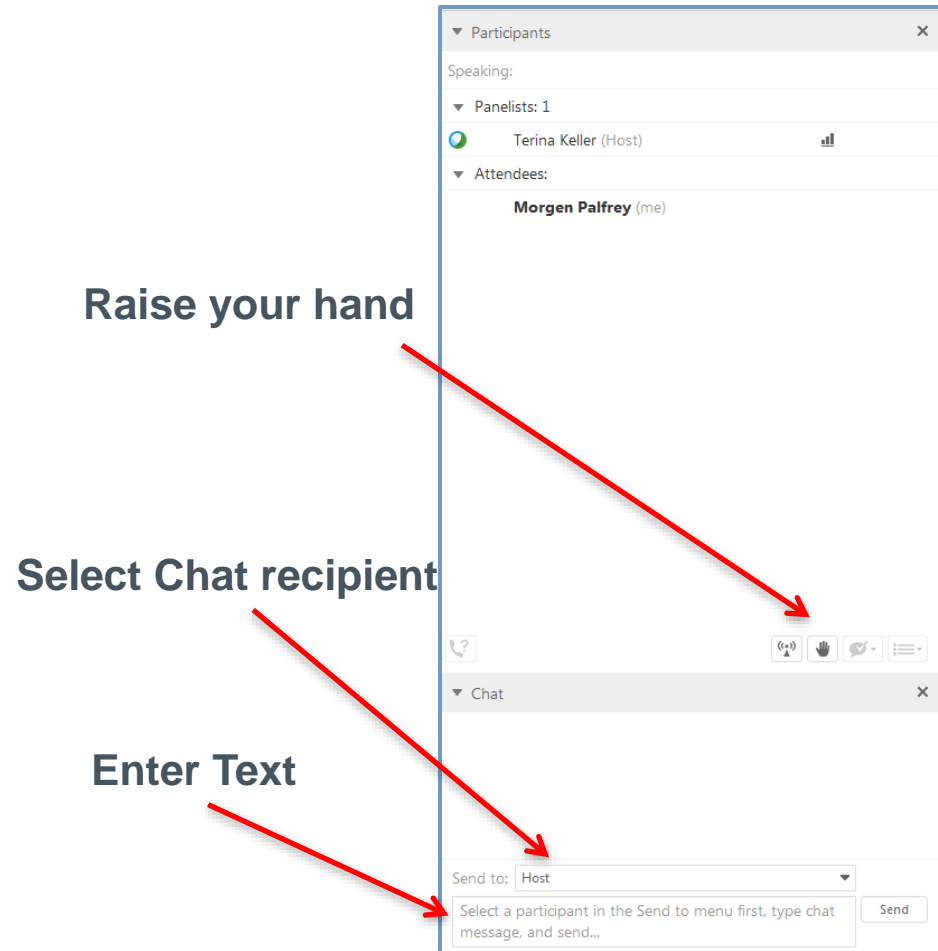 Participants
Speaking:
Panelists: 1
Terina Keller (Host)
Attendees:
Morgen Palfrey (me)
Raise your hand
Select Chat recipient
Chat
Enter Text
Send to: Host
Select a participant in the Send to menu first, type chat
message, and send...
Send